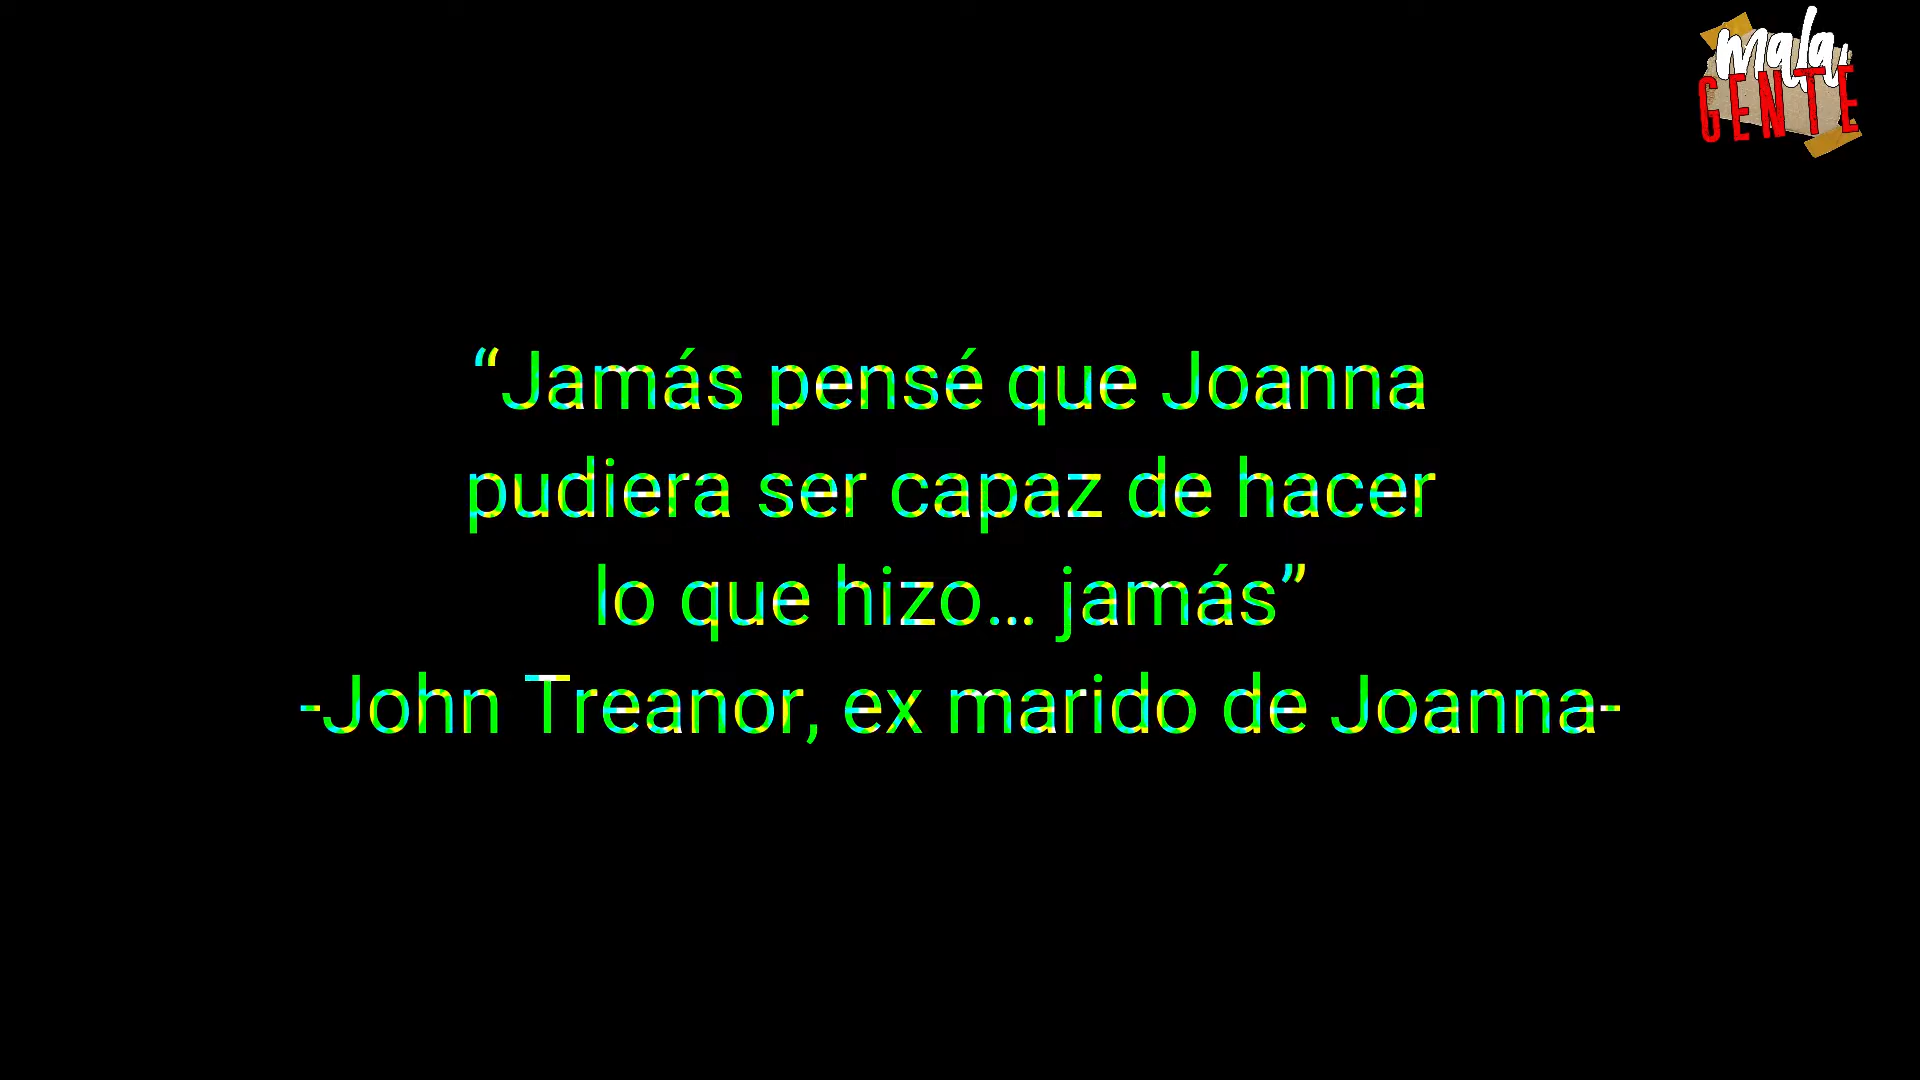 mala
GENTE
“Jamás pensé que Joanna
pudiera ser capaz de hacer
lo que hizo... jamás”
-John Treanor, ex marido de Joanna-